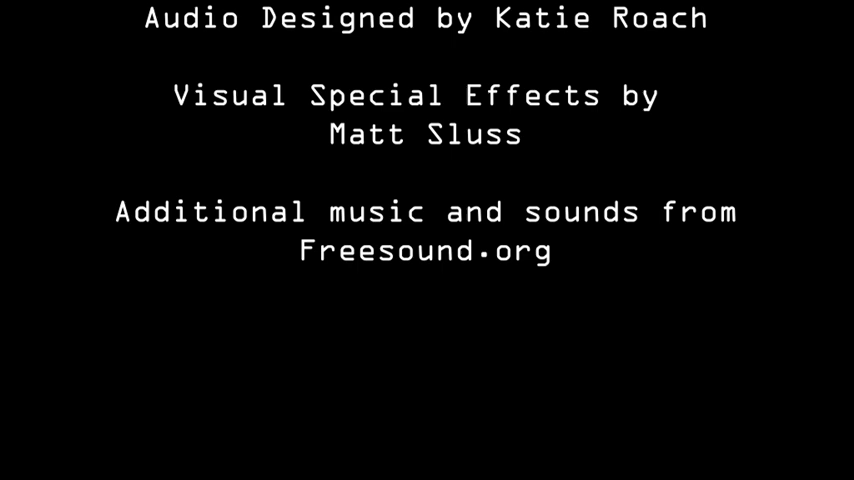 Audio Designed by Katie Roach
Visual Special Effects by
Matt Sluss
Additional music and sounds from
Freesound.org